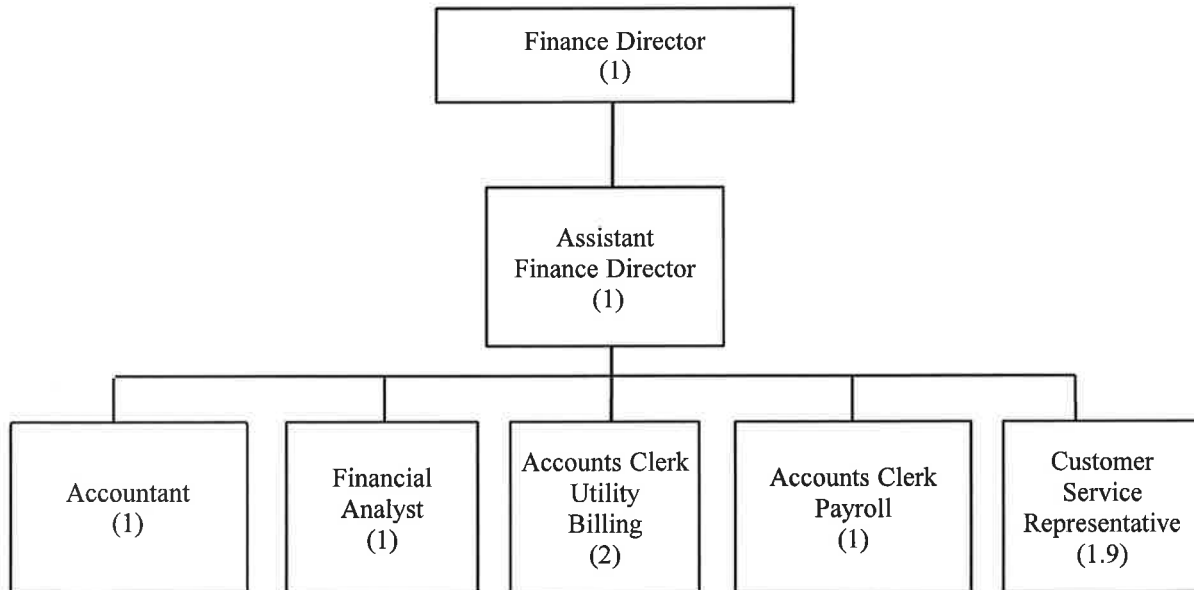 Finance Director
(1)
Assistant
Finance Director
(1)
Accountant
(1)
Financial
Analyst
(1)
Accounts Clerk
Utility
Billing
(2)
Accounts Clerk
Payroll
(1)
Customer
Service
Representative
(1.9)